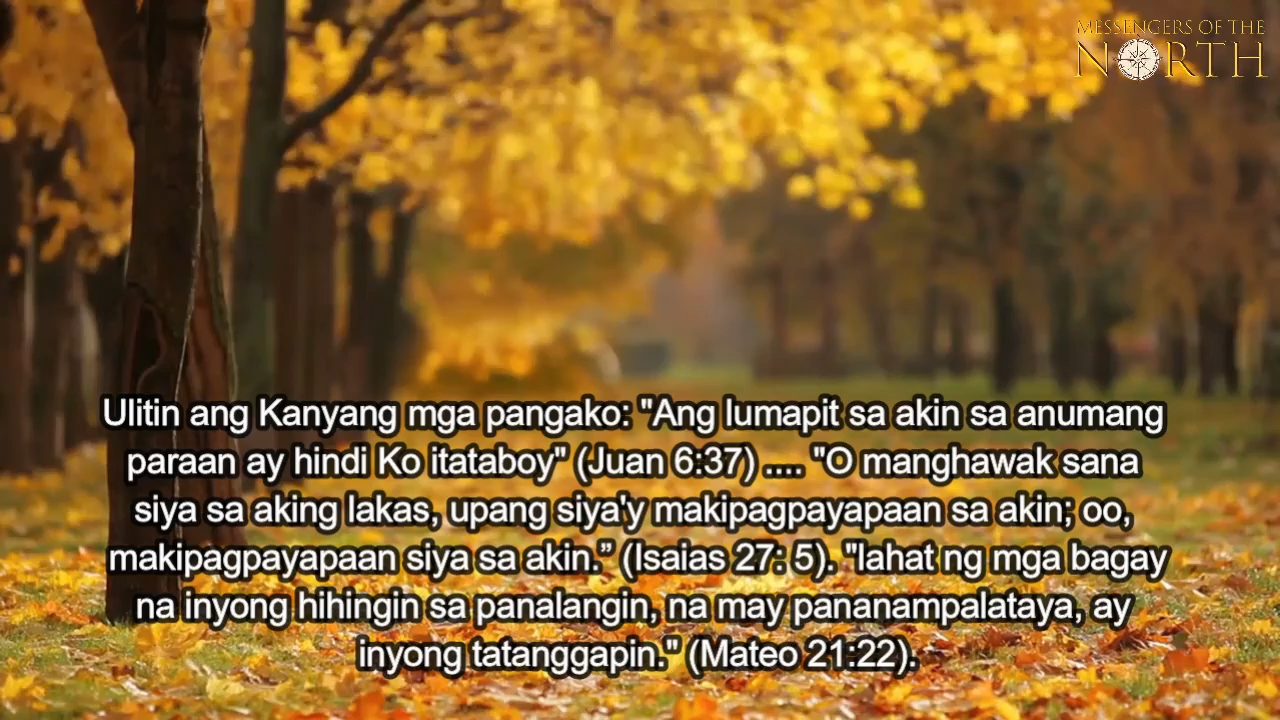 MESSENGERS OF THE
NORTH
Ulitin ang Kanyang mga pangako: "Ang lumapit sa akin sa anumang
paraan ay hindi Ko itataboy" (Juan 6:37) .... "O manghawak sana
siya sa aking lakas, upang siya'y makipagpayapaan sa akin; oo,
makipagpayapaan siya sa akin.” (Isaias 27: 5). "lahat ng mga bagay
na inyong hihingin sa panalangin, na may pananampalataya, ay
inyong tatanggapin." (Mateo 21:22).